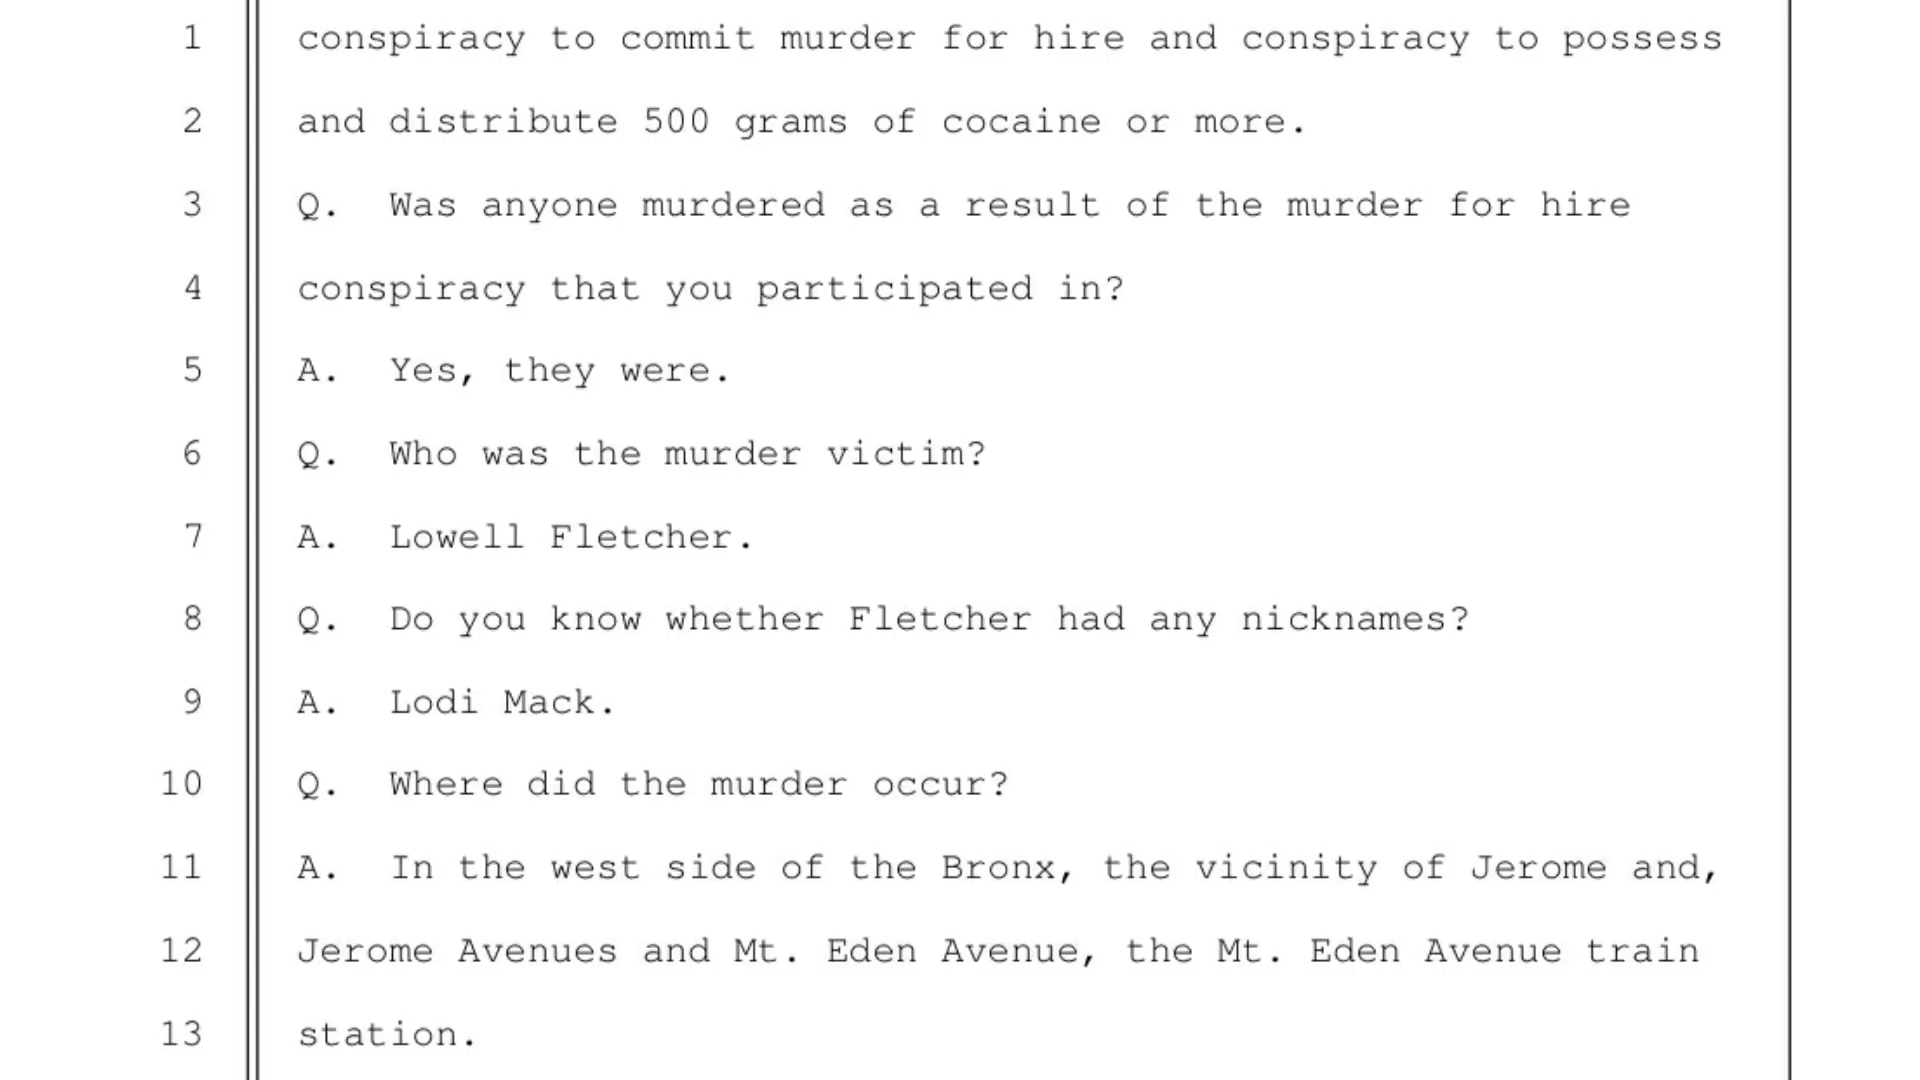 1 conspiracy to commit murder for hire and conspiracy to possess
2 and distribute 500 grams of cocaine or more.
3 Q. Was anyone murdered as a result of the murder for hire
4 conspiracy that you participated in?
5 A. Yes, they were.
6 Q. Who was the murder victim?
7 A. Lowell Fletcher.
8 Q. Do you know whether Fletcher had any nicknames?
9 A. Lodi Mack.
10 Q. Where did the murder occur?
11 A. In the west side of the Bronx, the vicinity of Jerome and,
12 Jerome Avenues and Mt. Eden Avenue, the Mt. Eden Avenue train
13 station.